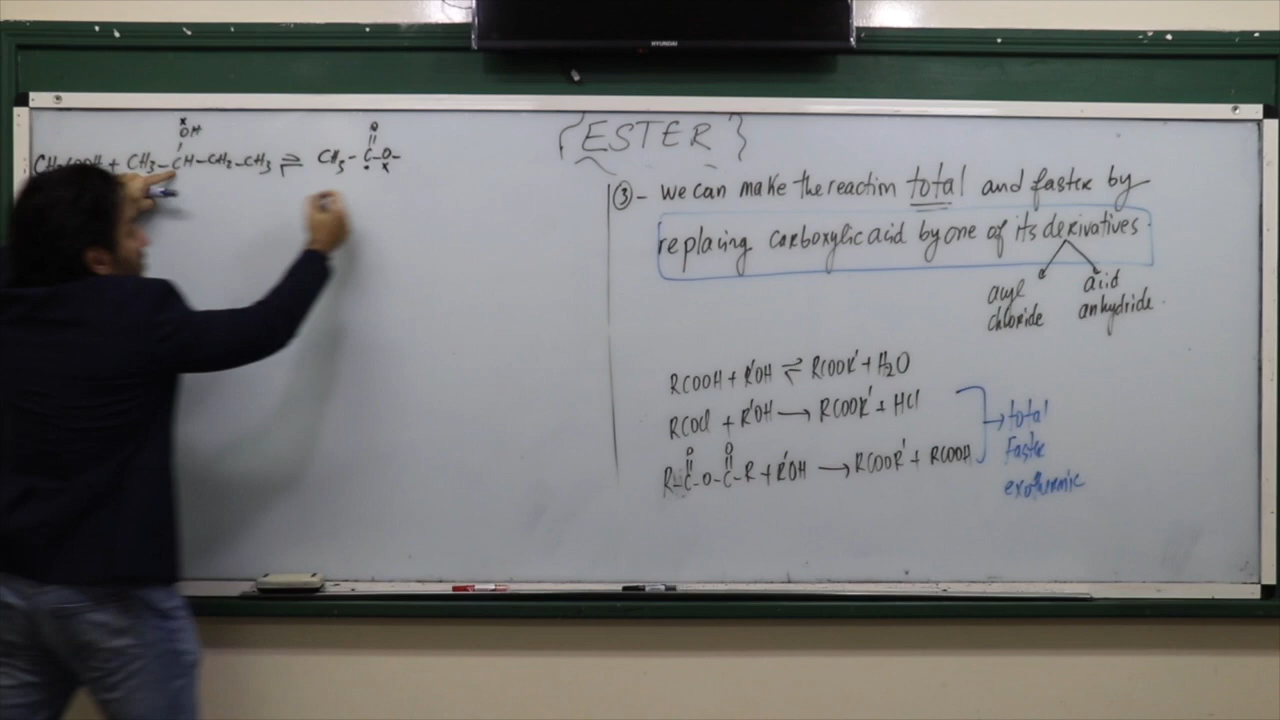 HYUNDAI
{ESTER}
x
OH
O
+ CH3-CH-CH2-CH3 ⇌ CH3-C-O-
x
③- we can make the reaction total and faster by
replacing carboxylic acid by one of its derivatives.
acyl chloride
acid anhydride.
RCOOH + R'OH ⇌ RCOOR' + H2O
RCOCl + R'OH → RCOOR' + HCl
O O
R-C-O-C-R + R'OH → RCOOR' + RCOOH
→ total
Faster
exothermic